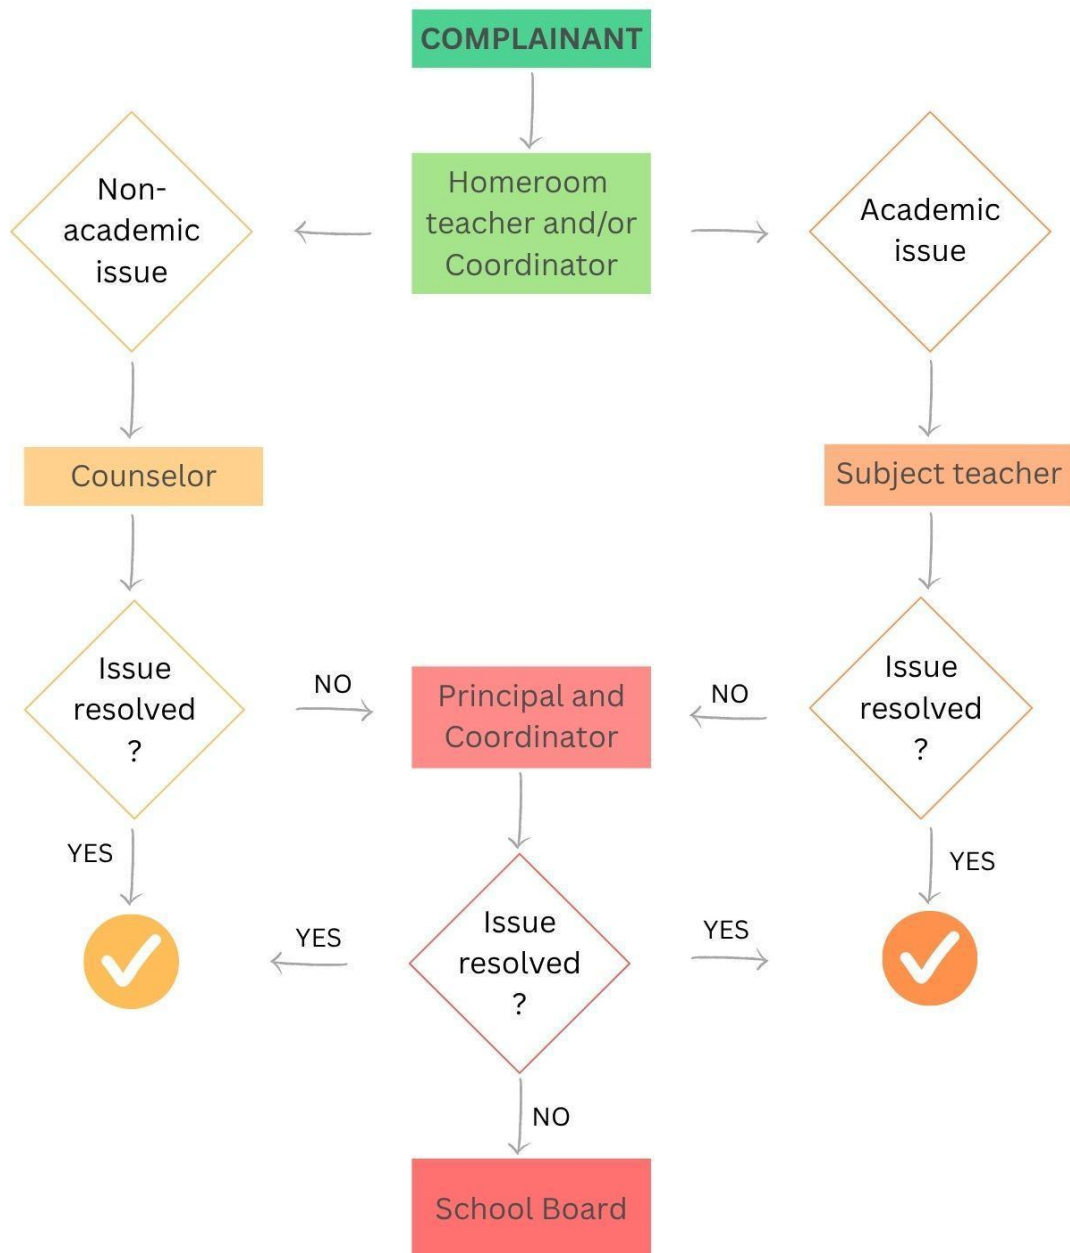 COMPLAINANT
Homeroom
teacher and/or
Coordinator
Non-
academic
issue
Academic
issue
Counselor
Subject teacher
Issue
resolved
?
NO
Principal and
Coordinator
NO
Issue
resolved
?
YES
YES
Issue
resolved
?
YES
YES
NO
School Board